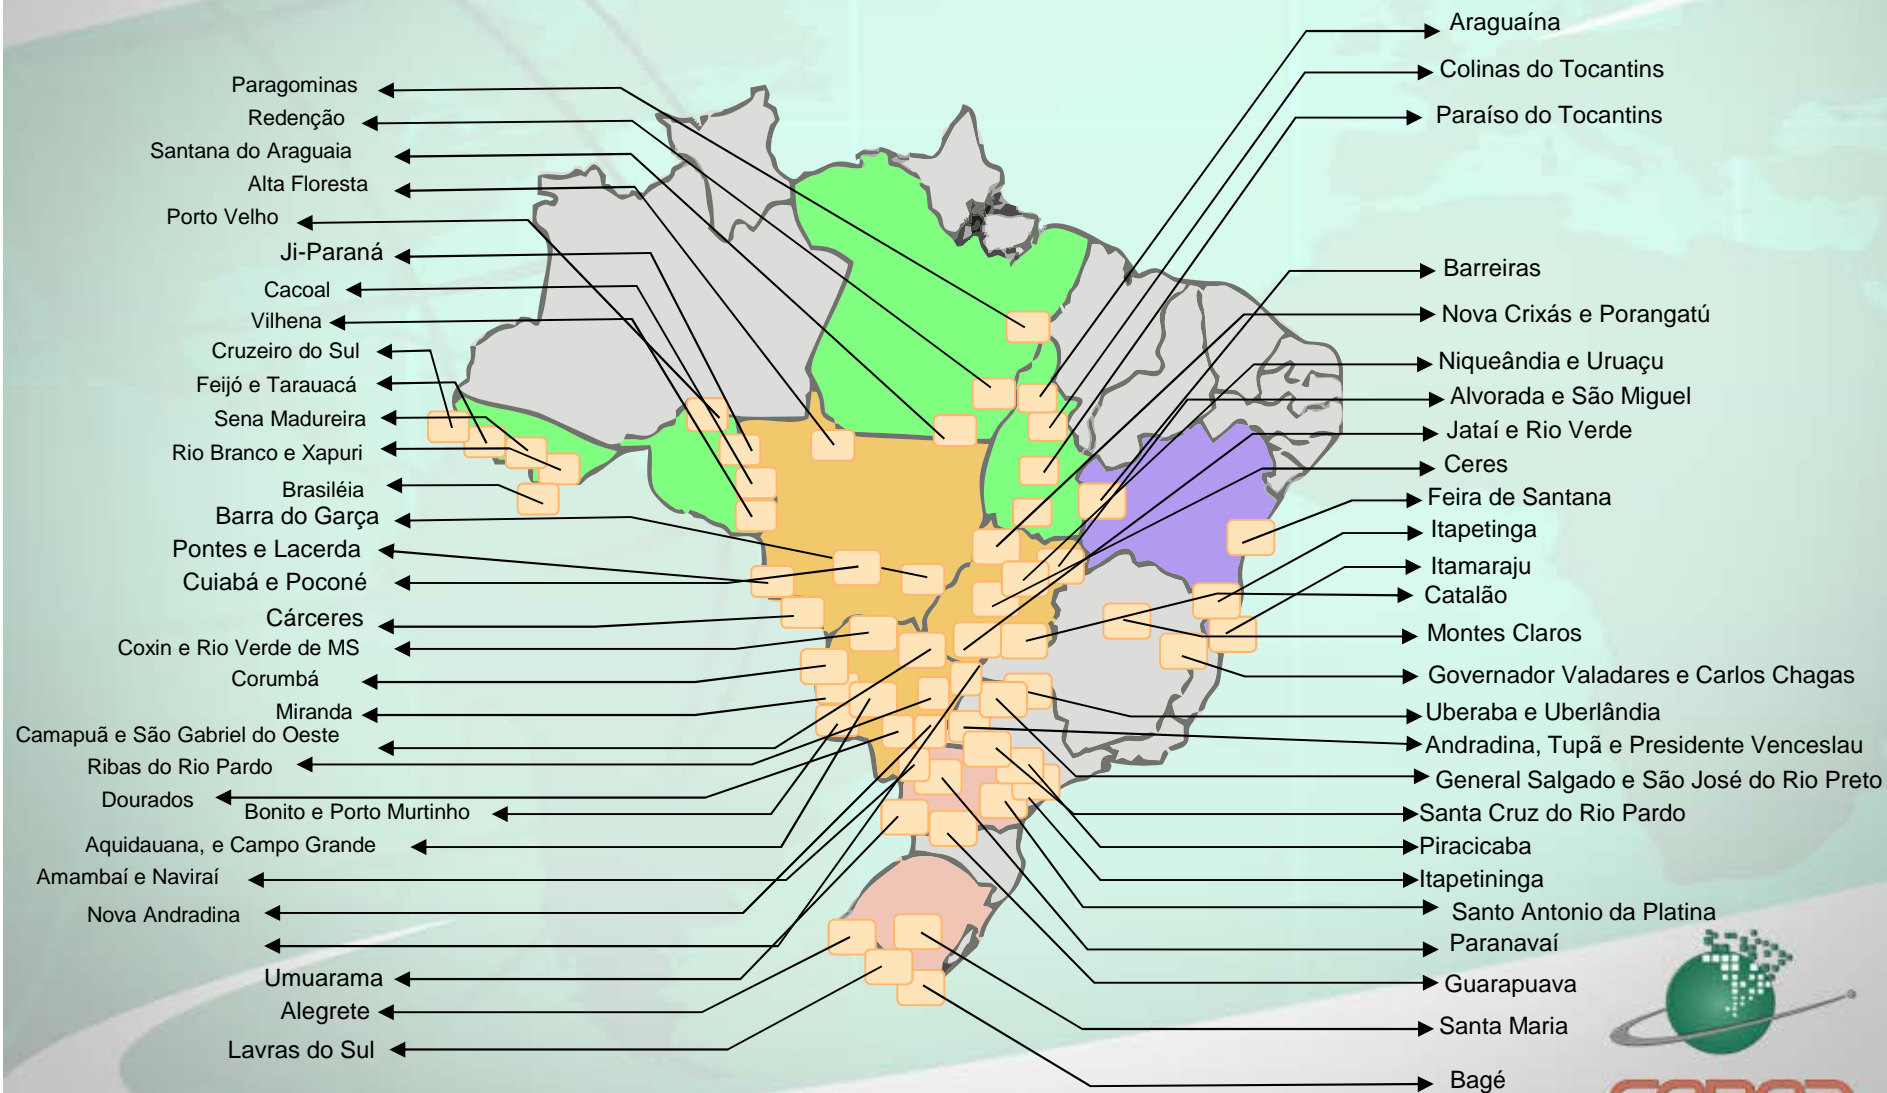 Paragominas
Redenção
Santana do Araguaia
Alta Floresta
Porto Velho
Ji-Paraná
Cacoal
Vilhena
Cruzeiro do Sul
Feijó e Tarauacá
Sena Madureira
Rio Branco e Xapuri
Brasiléia
Barra do Garça
Pontes e Lacerda
Cuiabá e Poconé
Cárceres
Coxin e Rio Verde de MS
Corumbá
Miranda
Camapuã e São Gabriel do Oeste
Ribas do Rio Pardo
Dourados
Bonito e Porto Murtinho
Aquidauana, e Campo Grande
Amambaí e Naviraí
Nova Andradina
Umuarama
Alegrete
Lavras do Sul
Araguaína
Colinas do Tocantins
Paraíso do Tocantins
Barreiras
Nova Crixás e Porangatú
Niqueândia e Uruaçu
Alvorada e São Miguel
Jataí e Rio Verde
Ceres
Feira de Santana
Itapetinga
Itamaraju
Catalão
Montes Claros
Governador Valadares e Carlos Chagas
Uberaba e Uberlândia
Andradina, Tupã e Presidente Venceslau
General Salgado e São José do Rio Preto
Santa Cruz do Rio Pardo
Piracicaba
Itapetininga
Santo Antonio da Platina
Paranavaí
Guarapuava
Santa Maria
Bagé